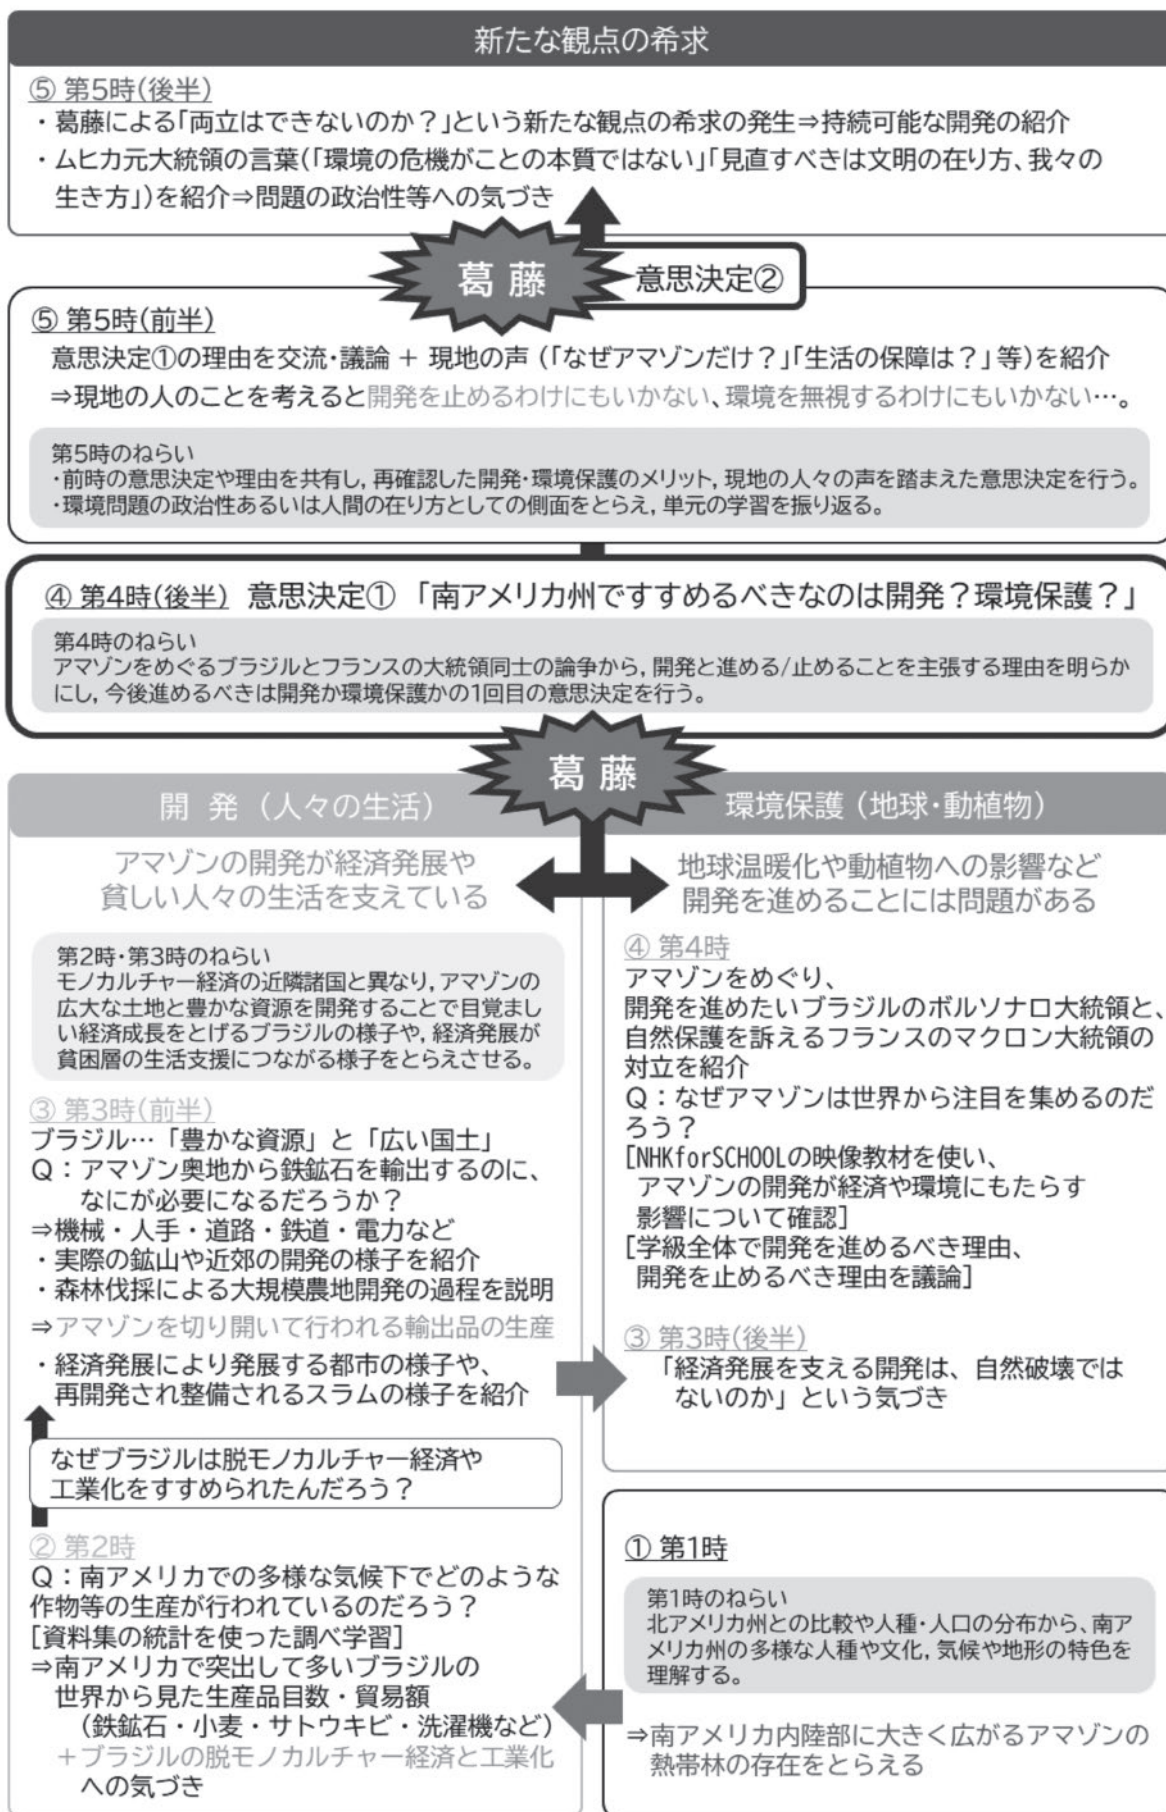 新たな観点の希求
⑤ 第5時(後半)
・葛藤による「両立はできないのか？」という新たな観点の希求の発生⇒持続可能な開発の紹介
・ムヒカ元大統領の言葉(「環境の危機がことの本質ではない」「見直すべきは文明の在り方、我々の
生き方」)を紹介⇒問題の政治性等への気づき
葛藤
意思決定②
⑤ 第5時(前半)
意思決定①の理由を交流・議論 + 現地の声 (「なぜアマゾンだけ？」「生活の保障は？」等)を紹介
⇒現地の人のことを考えると開発を止めるわけにもいかない、環境を無視するわけにもいかない…。
第5時のねらい
・前時の意思決定や理由を共有し, 再確認した開発・環境保護のメリット, 現地の人々の声を踏まえた意思決定を行う。
・環境問題の政治性あるいは人間の在り方としての側面をとらえ, 単元の学習を振り返る。
④ 第4時(後半) 意思決定① 「南アメリカ州ですすめるべきなのは開発？環境保護？」
第4時のねらい
アマゾンをめぐるブラジルとフランスの大統領同士の論争から, 開発と進める/止めることを主張する理由を明らか
にし, 今後進めるべきは開発か環境保護かの1回目の意思決定を行う。
葛藤
開 発 (人々の生活)
アマゾンの開発が経済発展や
貧しい人々の生活を支えている
第2時・第3時のねらい
モノカルチャー経済の近隣諸国と異なり, アマゾンの
広大な土地と豊かな資源を開発することで目覚まし
い経済成長をとげるブラジルの様子や, 経済発展が
貧困層の生活支援につながる様子をとらえさせる。
③ 第3時(前半)
ブラジル…「豊かな資源」と「広い国土」
Q：アマゾン奥地から鉄鉱石を輸出するのに、
なにが必要になるだろうか？
⇒機械・人手・道路・鉄道・電力など
・実際の鉱山や近郊の開発の様子を紹介
・森林伐採による大規模農地開発の過程を説明
⇒アマゾンを切り開いて行われる輸出品の生産
・経済発展により発展する都市の様子や、
再開発され整備されるスラムの様子を紹介
なぜブラジルは脱モノカルチャー経済や
工業化をすすめられたんだろう？
② 第2時
Q：南アメリカでの多様な気候下でどのような
作物等の生産が行われているのだろう？
[資料集の統計を使った調べ学習]
⇒南アメリカで突出して多いブラジルの
世界から見た生産品目数・貿易額
(鉄鉱石・小麦・サトウキビ・洗濯機など)
＋ブラジルの脱モノカルチャー経済と工業化
への気づき
環境保護 (地球・動植物)
地球温暖化や動植物への影響など
開発を進めることには問題がある
④ 第4時
アマゾンをめぐり、
開発を進めたいブラジルのボルソナロ大統領と、
自然保護を訴えるフランスのマクロン大統領の
対立を紹介
Q：なぜアマゾンは世界から注目を集めるのだ
ろう？
[NHKforSCHOOLの映像教材を使い、
アマゾンの開発が経済や環境にもたらす
影響について確認]
[学級全体で開発を進めるべき理由、
開発を止めるべき理由を議論]
③ 第3時(後半)
「経済発展を支える開発は、自然破壊では
ないのか」という気づき
① 第1時
第1時のねらい
北アメリカ州との比較や人種・人口の分布から、南ア
メリカ州の多様な人種や文化, 気候や地形の特色を
理解する。
⇒南アメリカ内陸部に大きく広がるアマゾンの
熱帯林の存在をとらえる